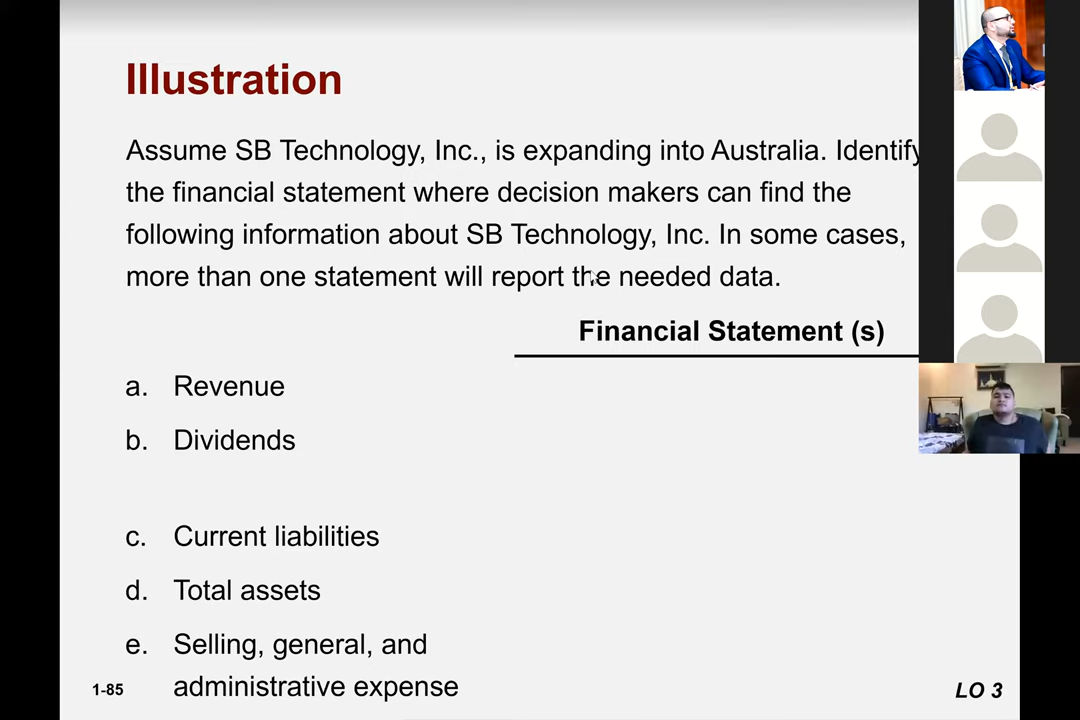 Illustration
Assume SB Technology, Inc., is expanding into Australia. Identify
the financial statement where decision makers can find the
following information about SB Technology, Inc. In some cases,
more than one statement will report the needed data.
Financial Statement (s)
a. Revenue
b. Dividends
c. Current liabilities
d. Total assets
e. Selling, general, and
administrative expense
1-85
LO 3